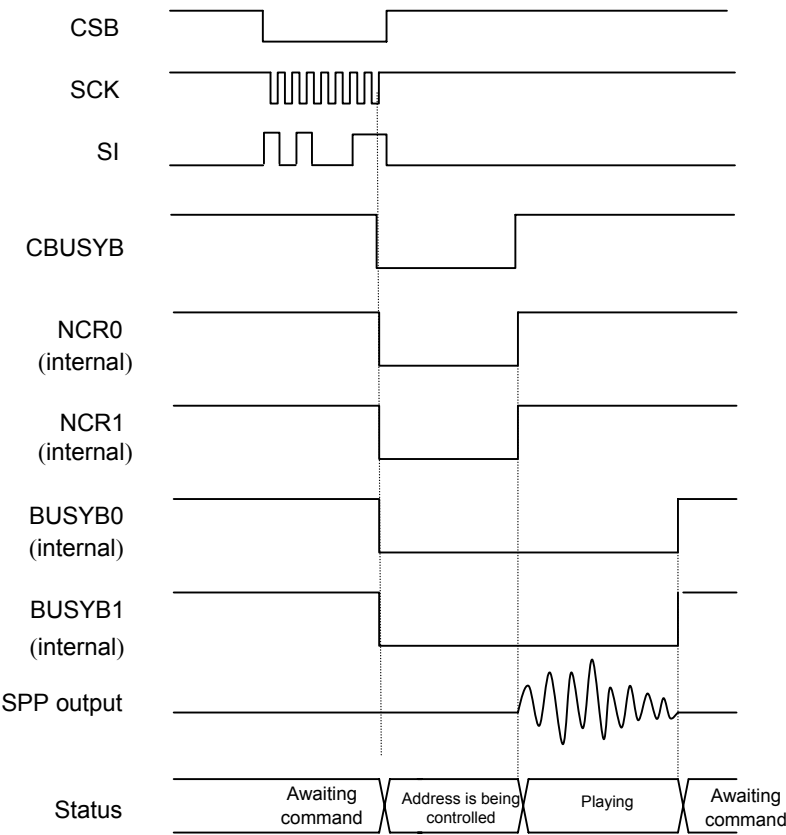 CSB
SCK
SI
CBUSYB
NCR0
(internal)
NCR1
(internal)
BUSYB0
(internal)
BUSYB1
(internal)
SPP output
Status
Awaiting
command
Address is being
controlled
Playing
Awaiting
command